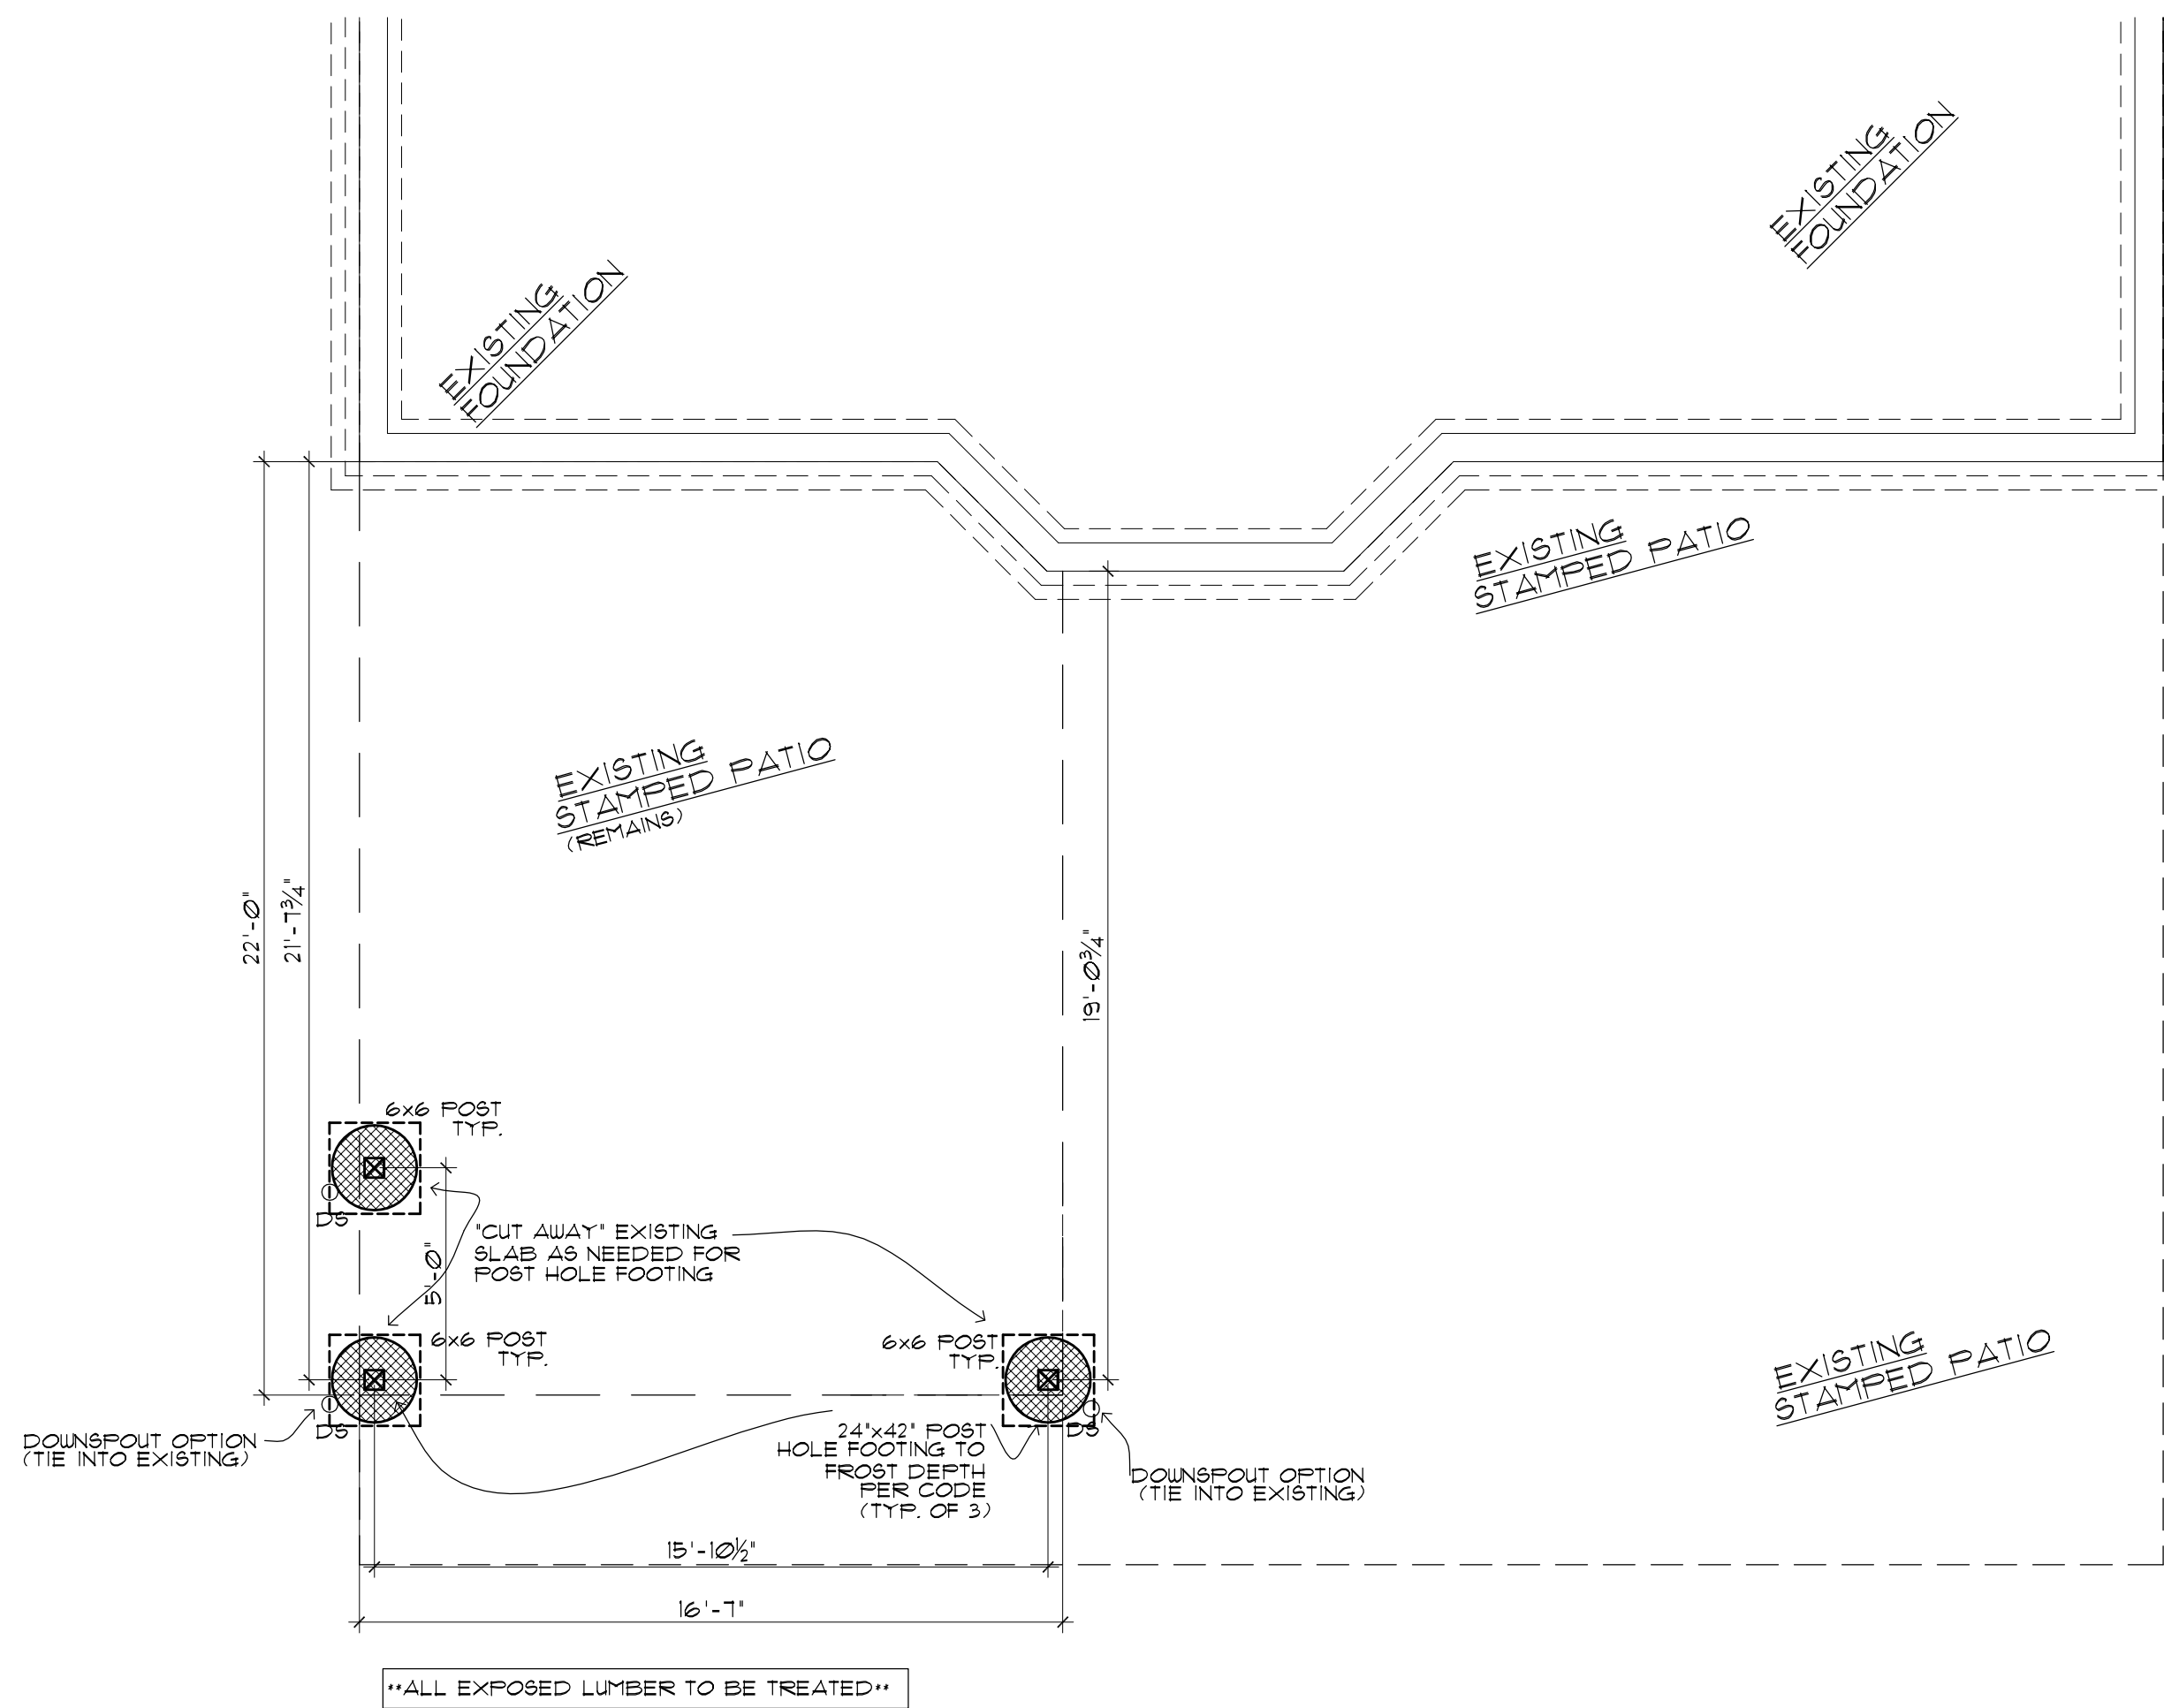 EXISTING
FOUNDATION
EXISTING
FOUNDATION
EXISTING
STAMPED PATIO
EXISTING
STAMPED PATIO
(REMAINS)
22'-0"
21'-7¾"
19'-0¾"
6x6 POST
TYP.
DS
"CUT AWAY" EXISTING
SLAB AS NEEDED FOR
POST HOLE FOOTING
5'-0"
6x6 POST
TYP.
6x6 POST
TYP.
EXISTING
STAMPED PATIO
DS
DS
DOWNSPOUT OPTION
(TIE INTO EXISTING)
24"x42" POST
HOLE FOOTING TO
FROST DEPTH
PER CODE
(TYP. OF 3)
DOWNSPOUT OPTION
(TIE INTO EXISTING)
15'-10½"
16'-7"
**ALL EXPOSED LUMBER TO BE TREATED**